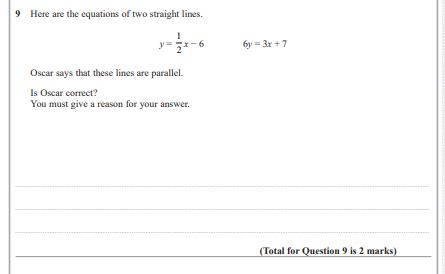 9 Here are the equations of two straight lines.
y = 1/2 x – 6    6y = 3x + 7
Oscar says that these lines are parallel.
Is Oscar correct?
You must give a reason for your answer.
(Total for Question 9 is 2 marks)